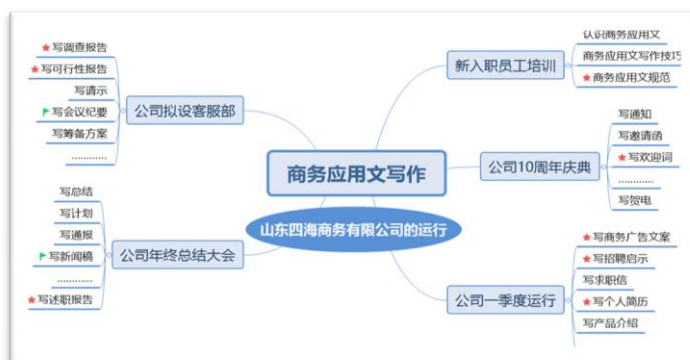 商务应用文写作
山东四海商务有限公司的运行
新入职员工培训
认识商务应用文
商务应用文写作技巧
商务应用文规范
公司10周年庆典
写通知
写邀请函
写欢迎词
…………
写贺电
公司一季度运行
写商务广告文案
写招聘启示
写求职信
写个人简历
写产品介绍
公司拟设客服部
写调查报告
写可行性报告
写请示
写会议纪要
写筹备方案
…………
公司年终总结大会
写总结
写计划
写通报
写新闻稿
…………
写述职报告